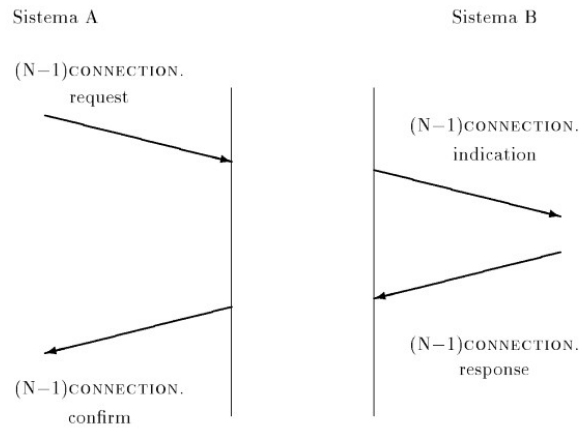 Sistema A
Sistema B
(N−1)CONNECTION.
request
(N−1)CONNECTION.
indication
(N−1)CONNECTION.
response
(N−1)CONNECTION.
confirm